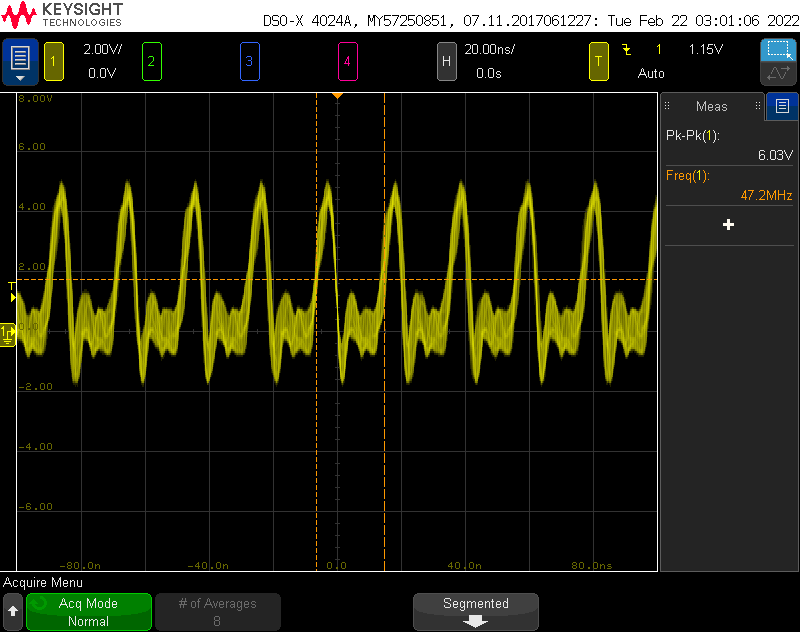 KEYSIGHT
TECHNOLOGIES
DSO-X 4024A, MY57250851, 07.11.2017061227: Tue Feb 22 03:01:06 2022
1 2.00V/ 2 3 4 H 20.00ns/ T 1 1.15V
0.0V 0.0s Auto
8.00V
6.00
4.00
2.00
T
0.0
1
-2.00
-4.00
-6.00
-80.0n -40.0n 0.0 40.0n 80.0ns
Meas
Pk-Pk(1):
6.03V
Freq(1):
47.2MHz
Acquire Menu
Acq Mode
Normal
# of Averages
8
Segmented